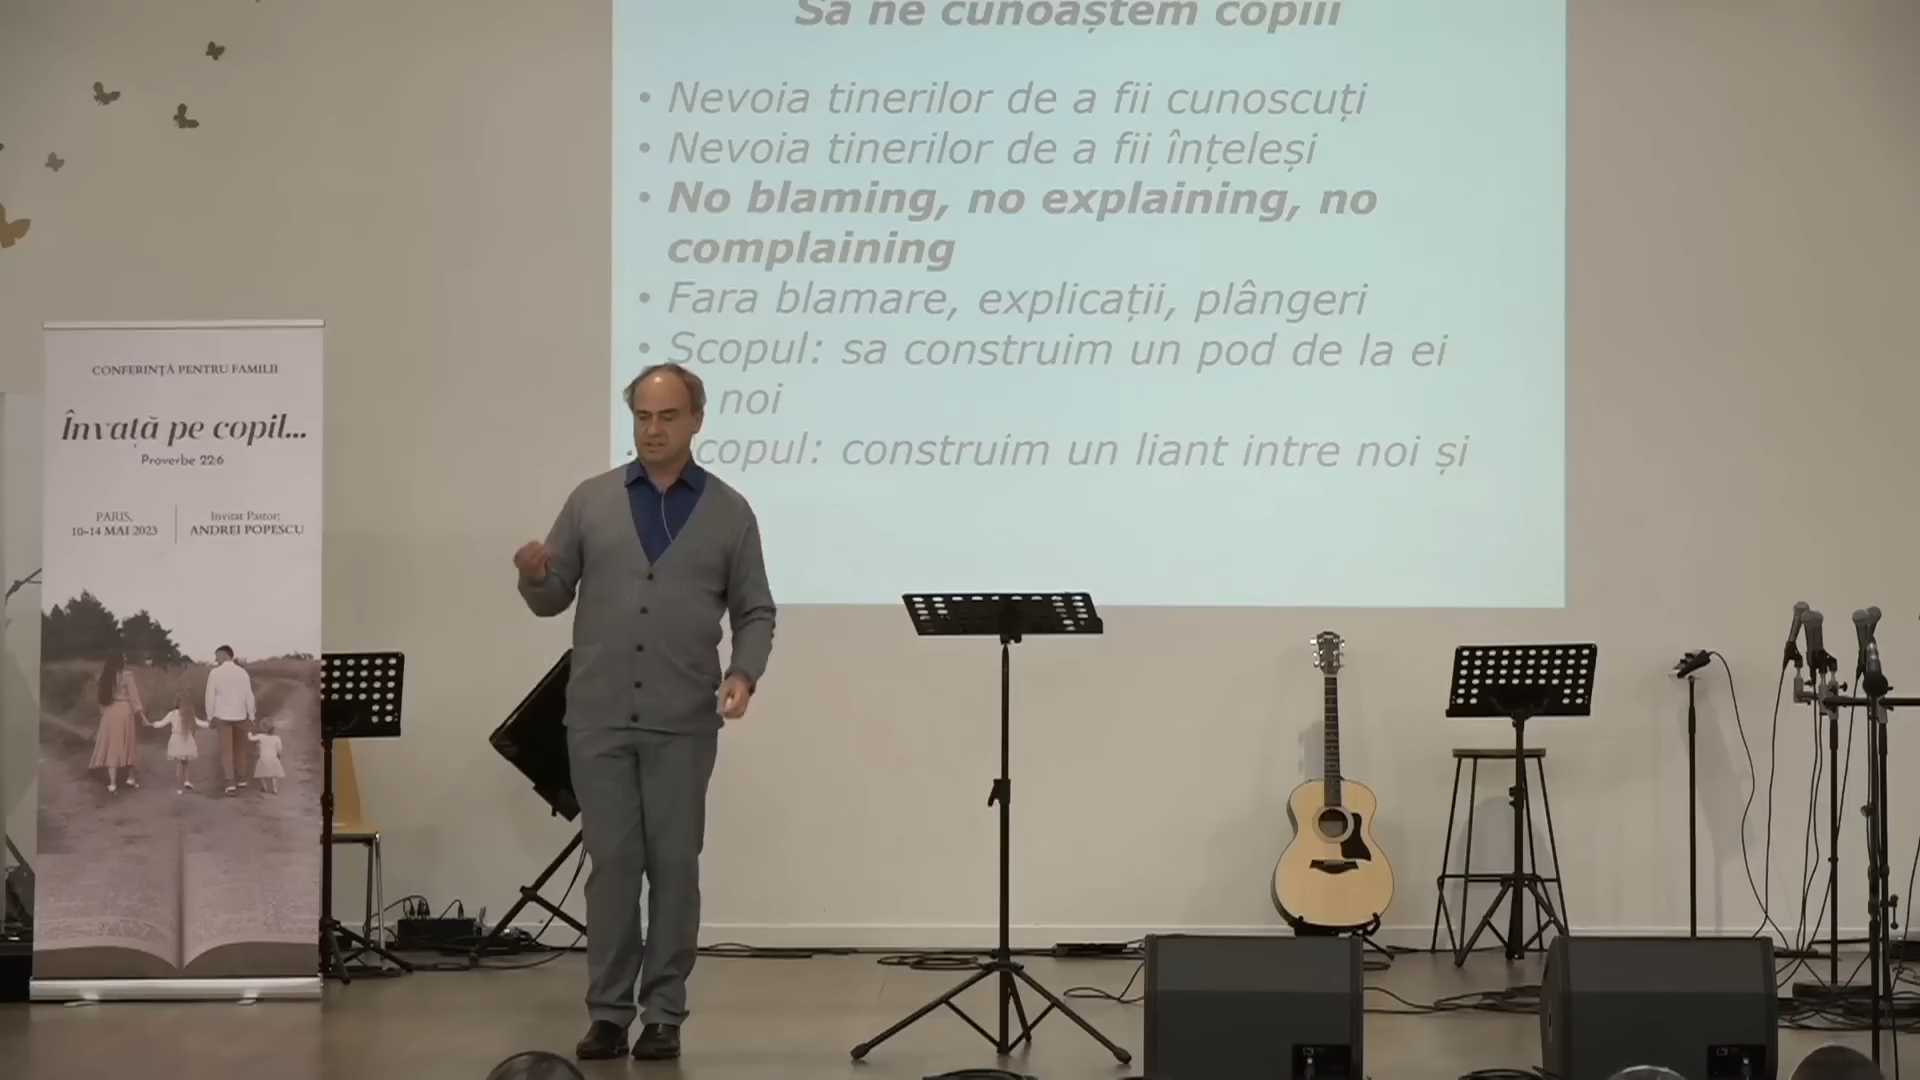 Să ne cunoaștem copiii
• Nevoia tinerilor de a fii cunoscuți
• Nevoia tinerilor de a fii înțeleși
• No blaming, no explaining, no
complaining
• Fara blamare, explicații, plângeri
• Scopul: sa construim un pod de la ei
noi
copul: construim un liant intre noi și
CONFERINȚĂ PENTRU FAMILII
Învață pe copil...
Proverbe 22:6
PARIS,
10-14 MAI 2023
Invitat Pastor:
ANDREI POPESCU